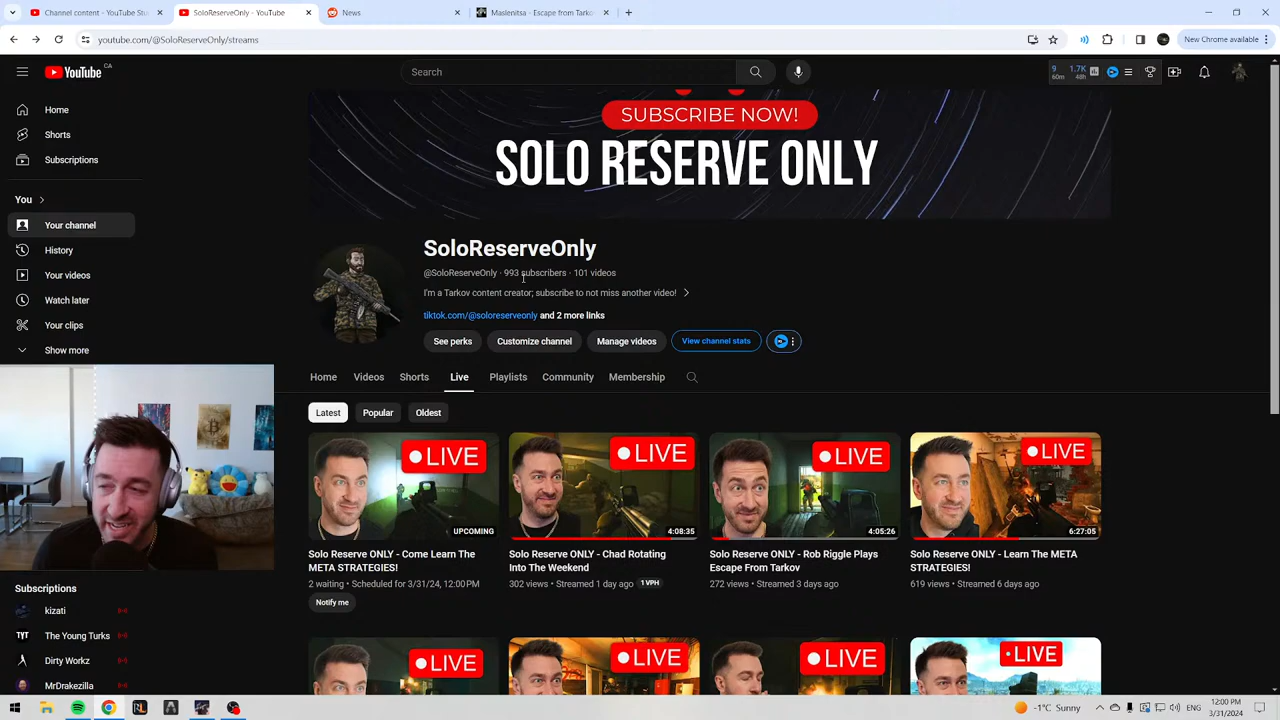 Channel content - YouTube Stu
SoloReserveOnly - YouTube
News
Maslenitsa - Escape from Tarko
youtube.com/@SoloReserveOnly/streams
New Chrome available
YouTube CA
Search
9 60m
1.7K 48h
Home
Shorts
Subscriptions
You
Your channel
History
Your videos
Watch later
Your clips
Show more
Subscriptions
kizati
The Young Turks
Dirty Workz
MrDrakezilla
SUBSCRIBE NOW!
SOLO RESERVE ONLY
SoloReserveOnly
@SoloReserveOnly · 993 subscribers · 101 videos
I'm a Tarkov content creator; subscribe to not miss another video!
tiktok.com/@soloreserveonly and 2 more links
See perks
Customize channel
Manage videos
View channel stats
Home
Videos
Shorts
Live
Playlists
Community
Membership
Latest
Popular
Oldest
LIVE
UPCOMING
Solo Reserve ONLY - Come Learn The
META STRATEGIES!
2 waiting • Scheduled for 3/31/24, 12:00 PM
Notify me
LIVE
4:08:35
Solo Reserve ONLY - Chad Rotating
Into The Weekend
302 views • Streamed 1 day ago 1 VPH
LIVE
4:05:26
Solo Reserve ONLY - Rob Riggle Plays
Escape From Tarkov
272 views • Streamed 3 days ago
LIVE
6:27:05
Solo Reserve ONLY - Learn The META
STRATEGIES!
619 views • Streamed 6 days ago
LIVE
LIVE
LIVE
LIVE
-1°C Sunny
ENG
12:00 PM
3/31/2024